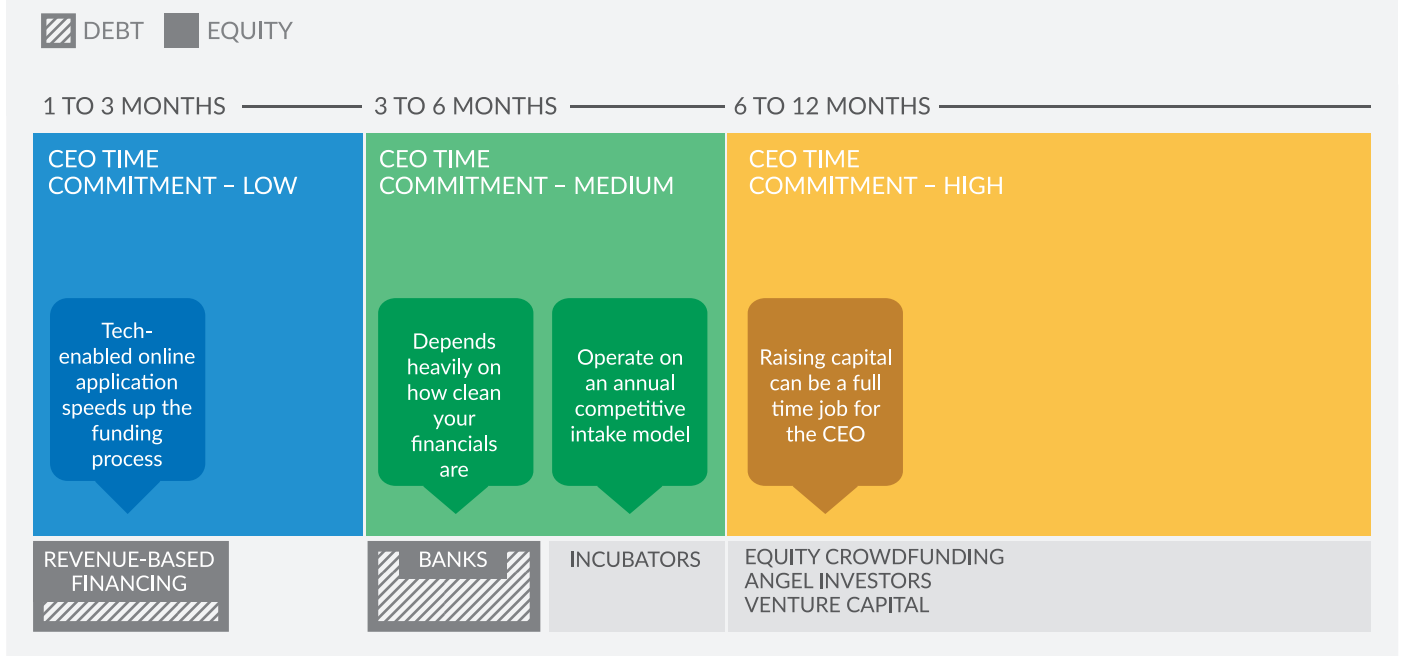 DEBT EQUITY
1 TO 3 MONTHS
3 TO 6 MONTHS
6 TO 12 MONTHS
CEO TIME
COMMITMENT – LOW
CEO TIME
COMMITMENT – MEDIUM
CEO TIME
COMMITMENT – HIGH
Tech-
enabled online
application
speeds up the
funding
process
Depends
heavily on
how clean
your
financials
are
Operate on
an annual
competitive
intake model
Raising capital
can be a full
time job for
the CEO
REVENUE-BASED
FINANCING
BANKS
INCUBATORS
EQUITY CROWDFUNDING
ANGEL INVESTORS
VENTURE CAPITAL